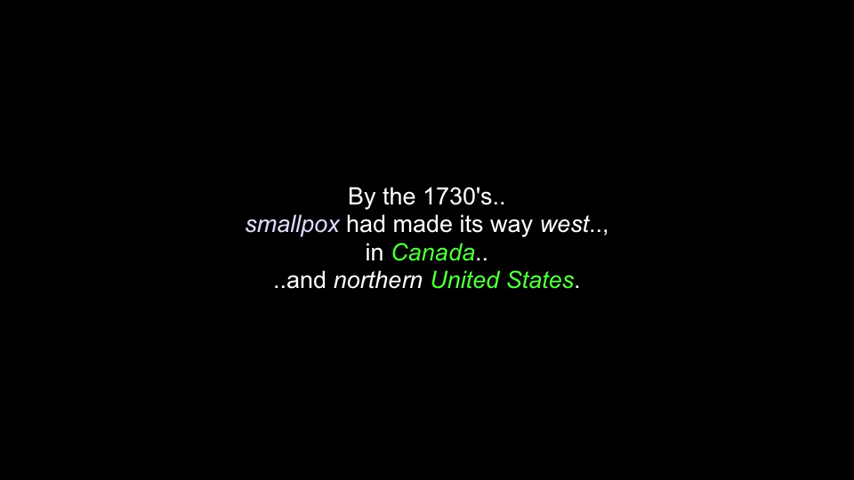 By the 1730's..
smallpox had made its way west..,
in Canada..
..and northern United States.